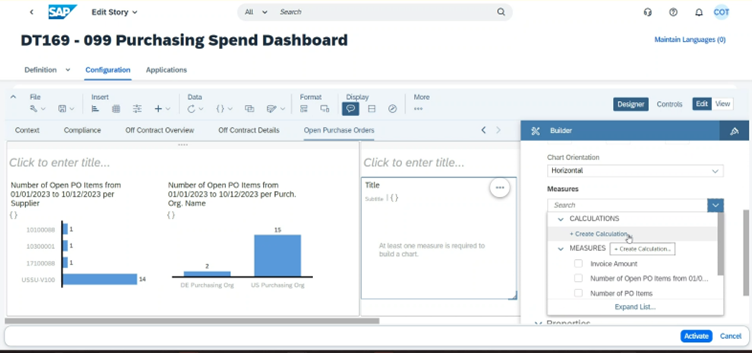 SAP Edit Story All Search COT
DT169 - 099 Purchasing Spend Dashboard
Maintain Languages (0)
Definition Configuration Applications
File Insert Data Format Display More
Designer Controls Edit View
Context Compliance Off Contract Overview Off Contract Details Open Purchase Orders
Builder
Chart Orientation
Horizontal
Measures
Search
CALCULATIONS
+ Create Calculation...
MEASURES
+ Create Calculation...
Invoice Amount
Number of Open PO Items from 01/0...
Number of PO Items
Expand List...
Properties
Click to enter title...
Number of Open PO Items from
01/01/2023 to 10/12/2023 per
Supplier
{}
10100088 1
10300001 1
17100088 1
USSU-V109 14
Number of Open PO Items from
01/01/2023 to 10/12/2023 per Purch.
Org. Name
{}
2
15
DE Purchasing Org US Purchasing Org
Click to enter title...
Title
Subtitle | {}
At least one measure is required to
build a chart.
Activate Cancel